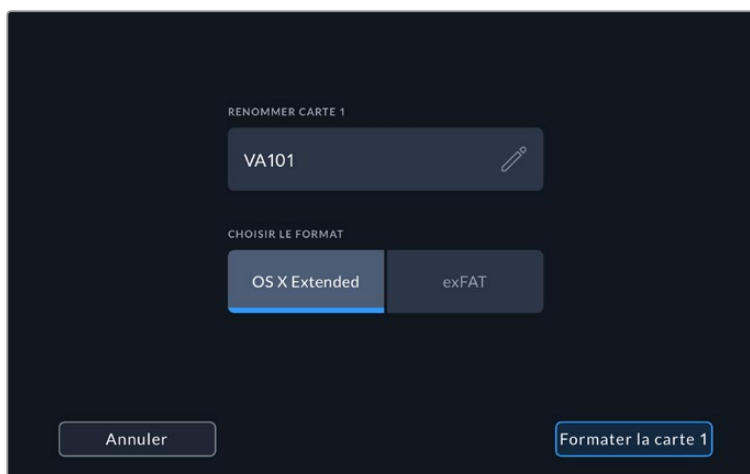 RENOMMER CARTE 1
VA101
CHOISIR LE FORMAT
OS X Extended
exFAT
Annuler
Formater la carte 1